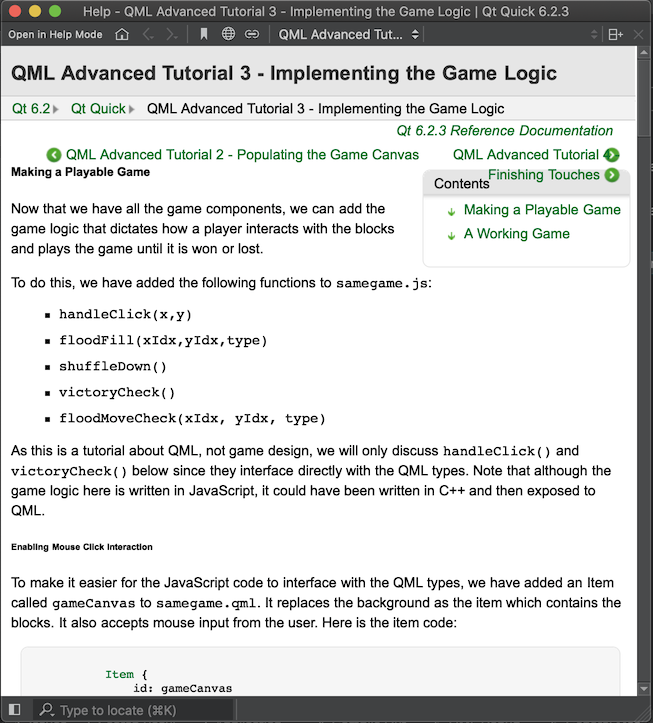 Help - QML Advanced Tutorial 3 - Implementing the Game Logic | Qt Quick 6.2.3
Open in Help Mode
QML Advanced Tut...
QML Advanced Tutorial 3 - Implementing the Game Logic
Qt 6.2 Qt Quick QML Advanced Tutorial 3 - Implementing the Game Logic
Qt 6.2.3 Reference Documentation
QML Advanced Tutorial 2 - Populating the Game Canvas
QML Advanced Tutorial 4
Finishing Touches
Making a Playable Game
Contents
Making a Playable Game
A Working Game
Now that we have all the game components, we can add the
game logic that dictates how a player interacts with the blocks
and plays the game until it is won or lost.
To do this, we have added the following functions to samegame.js:
handleClick(x,y)
floodFill(xIdx,yIdx,type)
shuffleDown()
victoryCheck()
floodMoveCheck(xIdx, yIdx, type)
As this is a tutorial about QML, not game design, we will only discuss handleClick() and
victoryCheck() below since they interface directly with the QML types. Note that although the
game logic here is written in JavaScript, it could have been written in C++ and then exposed to
QML.
Enabling Mouse Click Interaction
To make it easier for the JavaScript code to interface with the QML types, we have added an Item
called gameCanvas to samegame.qml. It replaces the background as the item which contains the
blocks. It also accepts mouse input from the user. Here is the item code:
Item {
id: gameCanvas
Type to locate (⌘K)